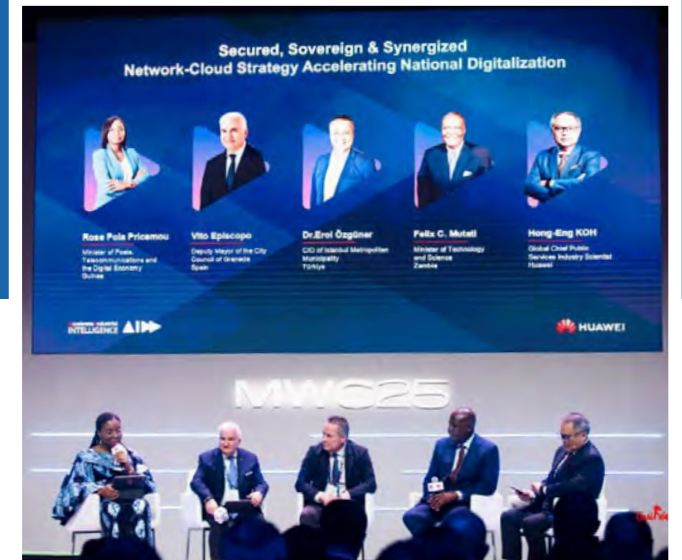 Secured, Sovereign & Synergized
Network-Cloud Strategy Accelerating National Digitalization
Rose Pola Pricemou
Minister of Posts,
Telecommunications and
the Digital Economy
Guinea
Vito Episcopo
Deputy Mayor of the City
Council of Granada
Spain
Dr.Erol Özgüner
CIO of Istanbul Metropolitan
Municipality
Türkiye
Felix C. Mutati
Minister of Technology
and Science
Zambia
Hong-Eng KOH
Global Chief Public
Services Industry Scientist
Huawei
Accelerate Industrial
INTELLIGENCE
HUAWEI
MWC25